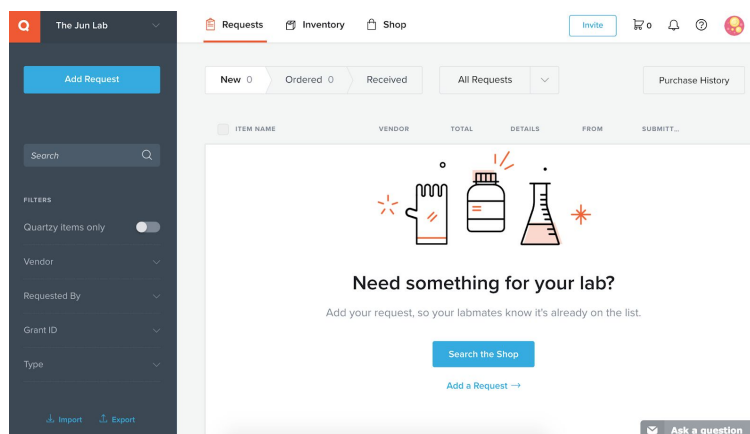 Q The Jun Lab
Requests Inventory Shop Invite 0
Add Request
New 0 Ordered 0 Received All Requests Purchase History
ITEM NAME VENDOR TOTAL DETAILS FROM SUBMITT...
Search
FILTERS
Quartzy items only
Vendor
Requested By
Grant ID
Type
Import Export
Need something for your lab?
Add your request, so your labmates know it's already on the list.
Search the Shop
Add a Request →
Ask a question